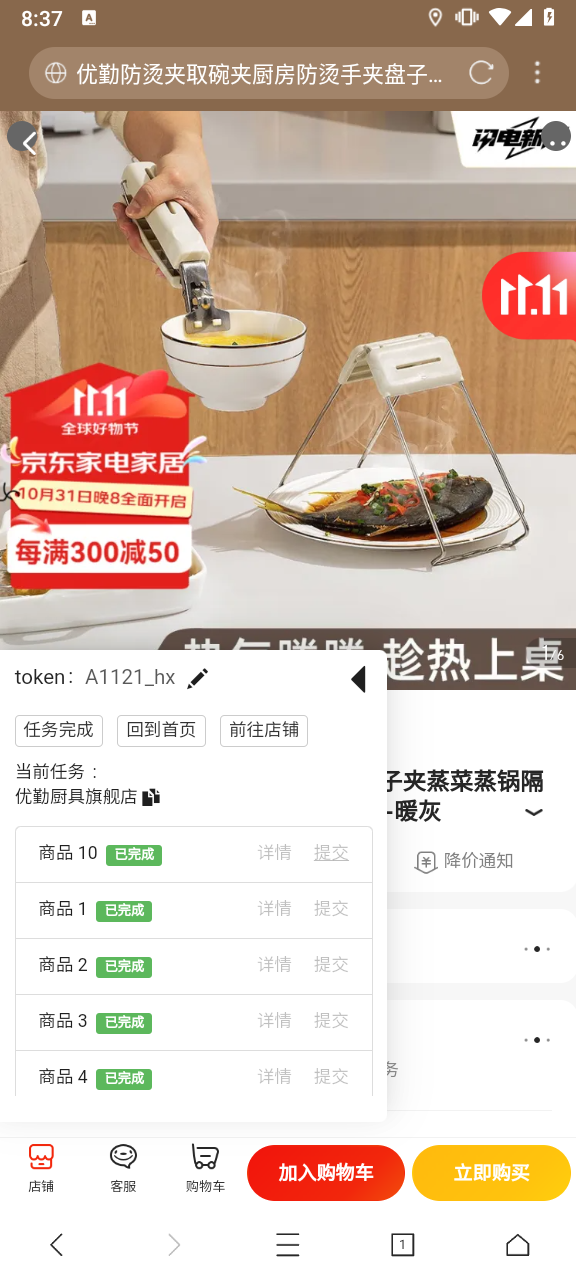 8:37
A
优勤防烫夹取碗夹厨房防烫手夹盘子...
闪电新
11.11
11.11
全球好物节
京东家电家居
10月31日晚8全面开启
每满300减50
热气腾腾 趁热上桌
1/6
token: A1121_hx
任务完成 回到首页 前往店铺
当前任务：
优勤厨具旗舰店
子夹蒸菜蒸锅隔
-暖灰
降价通知
商品 10 已完成 详情 提交
商品 1 已完成 详情 提交
商品 2 已完成 详情 提交
商品 3 已完成 详情 提交
商品 4 已完成 详情 提交
务
店铺 客服 购物车 加入购物车 立即购买
1